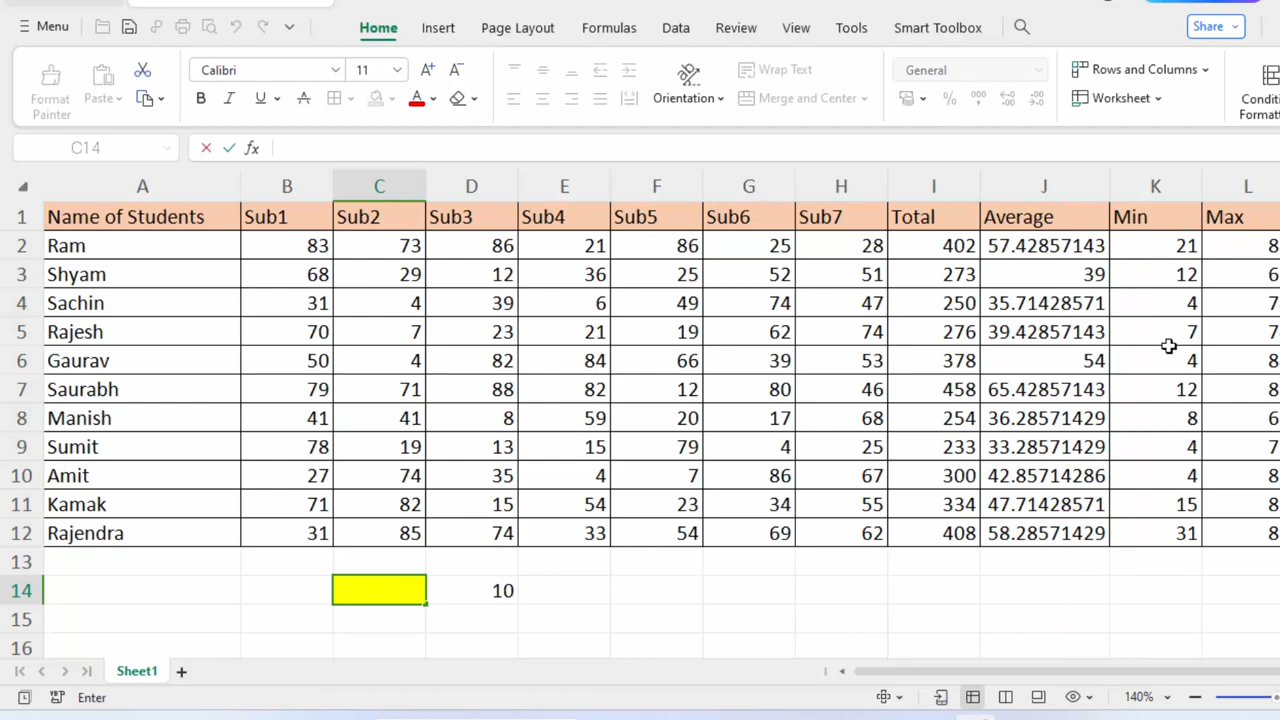 Menu Home Insert Page Layout Formulas Data Review View Tools Smart Toolbox Share
Calibri 11 General Wrap Text Rows and Columns
Format Painter Paste B I U A Orientation Merge and Center Worksheet
C14 fx
A B C D E F G H I J K L
1 Name of Students Sub1 Sub2 Sub3 Sub4 Sub5 Sub6 Sub7 Total Average Min Max
2 Ram 83 73 86 21 86 25 28 402 57.42857143 21 8
3 Shyam 68 29 12 36 25 52 51 273 39 12 6
4 Sachin 31 4 39 6 49 74 47 250 35.71428571 4 7
5 Rajesh 70 7 23 21 19 62 74 276 39.42857143 7 7
6 Gaurav 50 4 82 84 66 39 53 378 54 4 8
7 Saurabh 79 71 88 82 12 80 46 458 65.42857143 12 8
8 Manish 41 41 8 59 20 17 68 254 36.28571429 8 6
9 Sumit 78 19 13 15 79 4 25 233 33.28571429 4 7
10 Amit 27 74 35 4 7 86 67 300 42.85714286 4 8
11 Kamak 71 82 15 54 23 34 55 334 47.71428571 15 8
12 Rajendra 31 85 74 33 54 69 62 408 58.28571429 31 8
13
14 10
15
16
Sheet1
Enter 140%